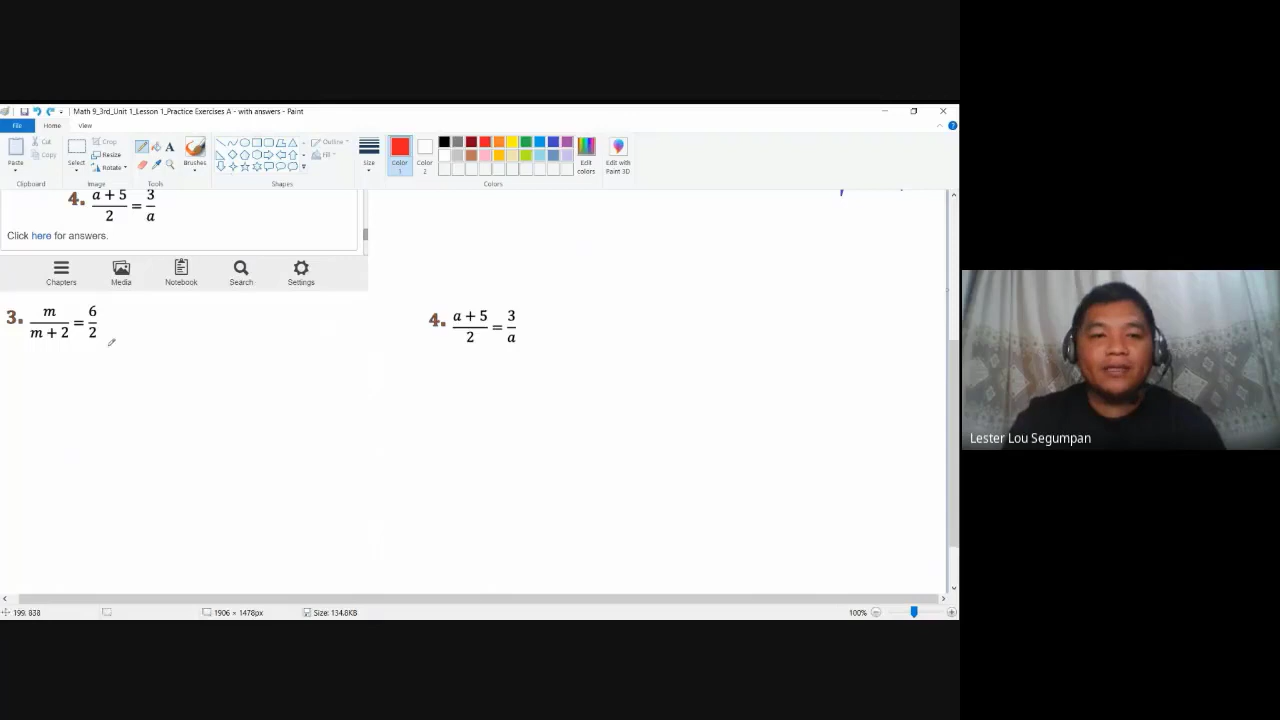 Math 9_3rd_Unit 1_Lesson 1_Practice Exercises A - with answers - Paint
File Home View
Paste Cut Copy Clipboard
Select Crop Resize Rotate Image
Tools
Brushes
Outline Fill Shapes
Size
Color 1 Color 2
Edit colors
Edit with Paint 3D
Colors
4. (a + 5)/2 = 3/a
Click here for answers.
Chapters Media Notebook Search Settings
3. m/(m + 2) = 6/2
4. (a + 5)/2 = 3/a
Lester Lou Segumpan
199, 838 1906 × 1478px Size: 134.8KB 100%